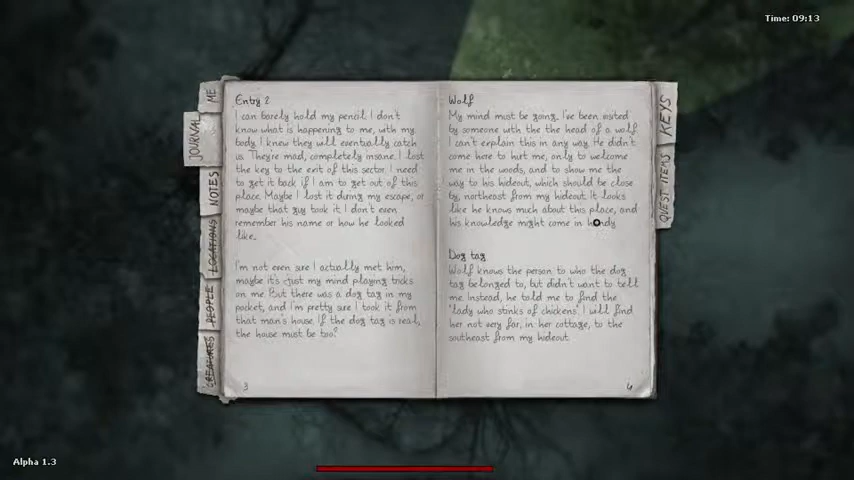 Time: 09:13
ME
JOURNAL
NOTES
LOCATIONS
PEOPLE
CREATURES
Entry 2
I can barely hold my pencil. I don't
know what is happening to me, wth my
body. I knew they will eventually catch
us. Theyre mad, completely insane. I lost
the key to the exit of this sector. I need
to get it back if I am to get out of this
place. Maybe I lost it durng my escape, or
maybe that guy took it. I don't even
remember his name or how he looked
like...
I'm not even sure I actually met him,
maybe it's just my mind playing tricks
on me. But there was a dog tag in my
pocket, and I'm pretty sure I took it from
that man's house. If the dog tag is real,
the house must be too?
3
Wolf
My mind must be going... I've been visited
by someone wth the the head of a wolf.
I can't explain this in any way. He didn't
come here to hurt me, only to welcome
me in the woods, and to show me the
way to his hideout, which should be close
by, northeast from my hideout. It looks
like he knows much about this place, and
his knowledge might come in handy
Dog tag
Wolf knows the person to who the dog
tag belonged to, but didn't want to tell
me. Instead, he told me to find the
"lady who stinks of chickens". I will find
her not very far, in her cottage, to the
southeast from my hideout.
4
KEYS
QUEST ITEMS
Alpha 1.3